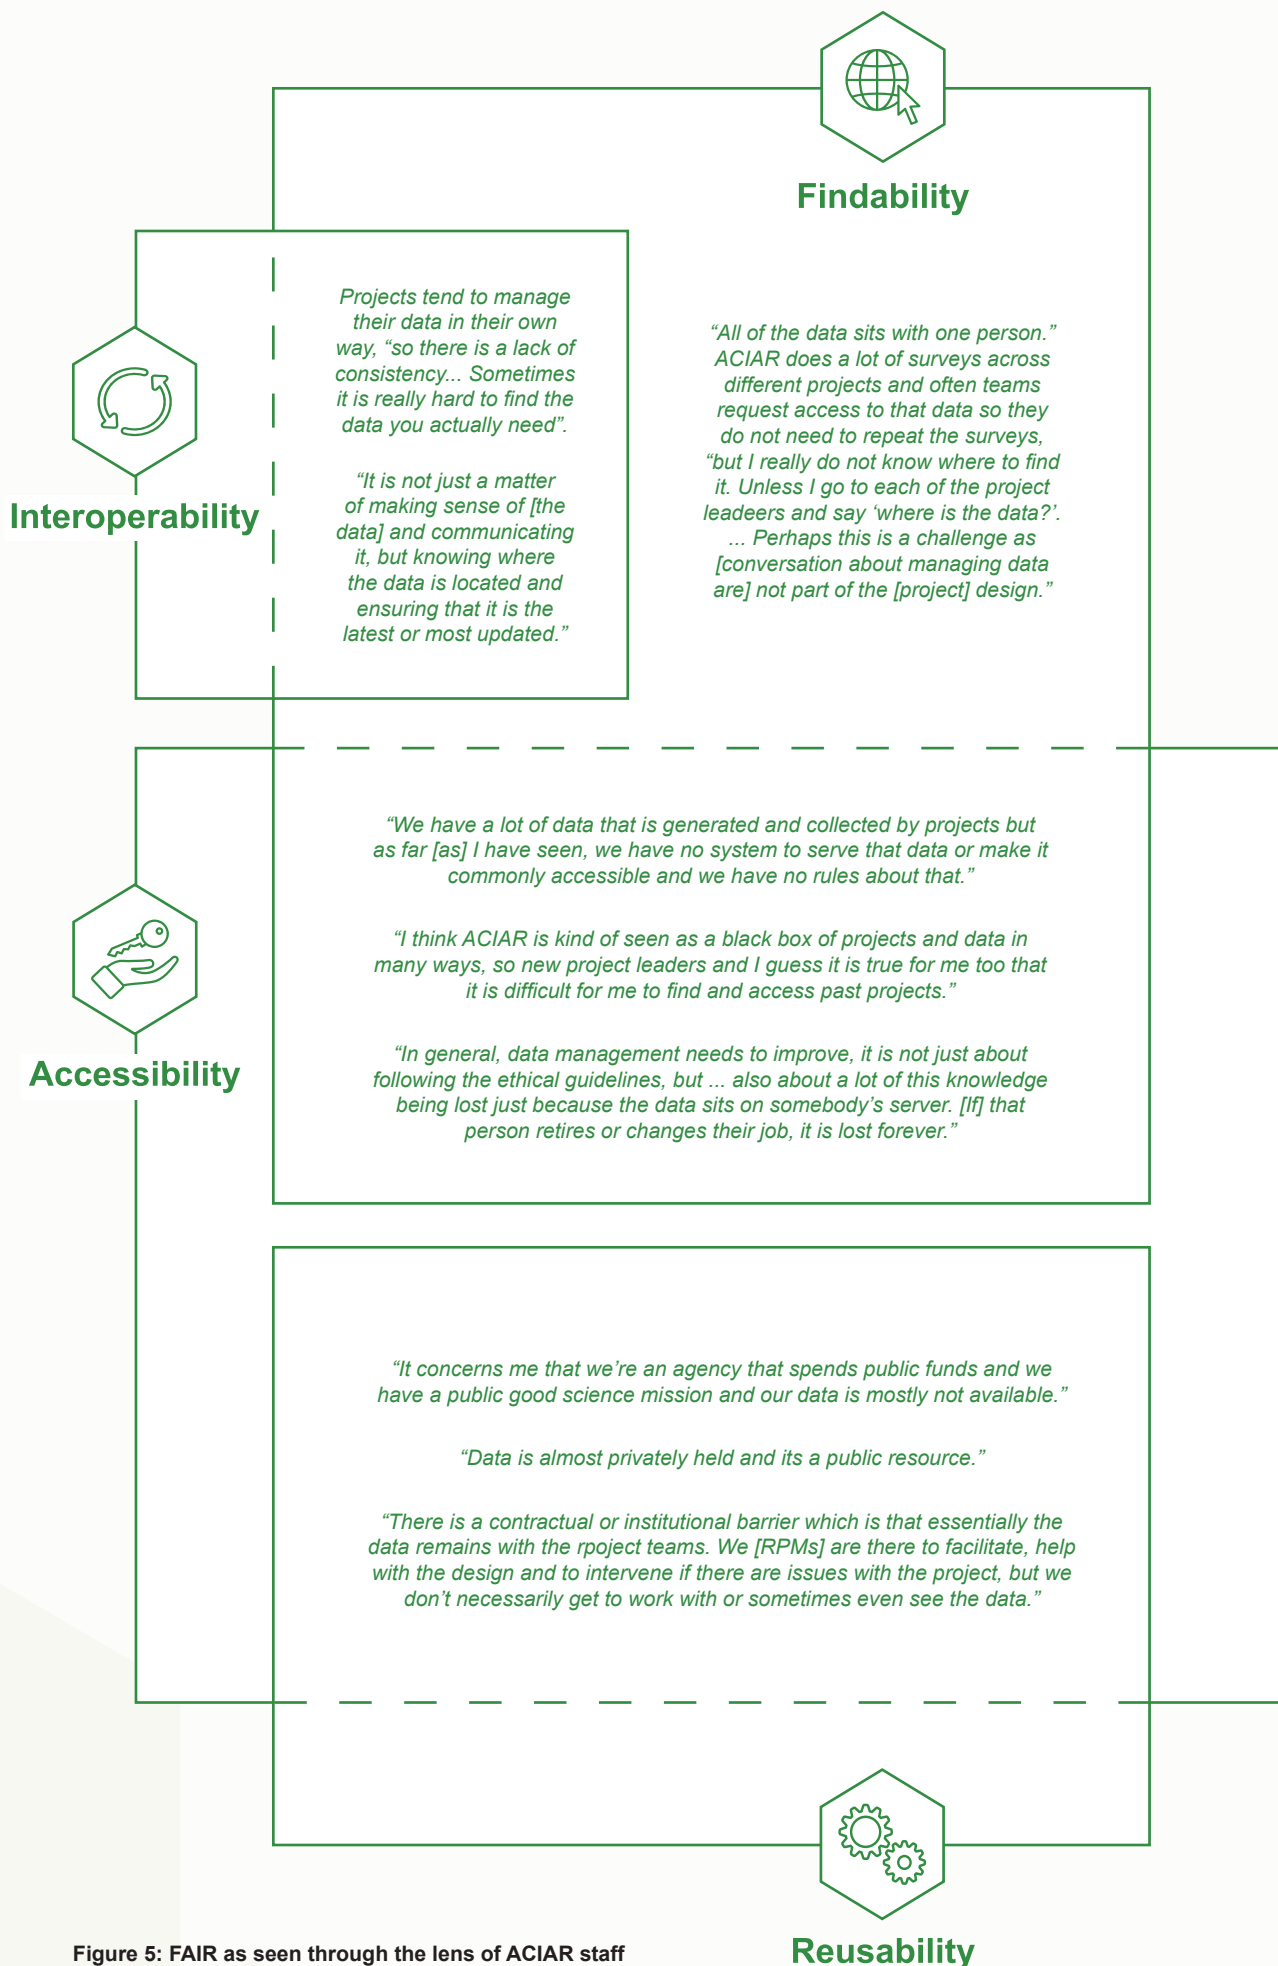 Findability
Projects tend to manage
their data in their own
way, “so there is a lack of
consistency... Sometimes
it is really hard to find the
data you actually need”.
“It is not just a matter
of making sense of [the
data] and communicating
it, but knowing where
the data is located and
ensuring that it is the
latest or most updated.”
“All of the data sits with one person.”
ACIAR does a lot of surveys across
different projects and often teams
request access to that data so they
do not need to repeat the surveys,
“but I really do not know where to find
it. Unless I go to each of the project
leadeers and say ‘where is the data?’.
... Perhaps this is a challenge as
[conversation about managing data
are] not part of the [project] design.”
Interoperability
“We have a lot of data that is generated and collected by projects but
as far [as] I have seen, we have no system to serve that data or make it
commonly accessible and we have no rules about that.”
“I think ACIAR is kind of seen as a black box of projects and data in
many ways, so new project leaders and I guess it is true for me too that
it is difficult for me to find and access past projects.”
“In general, data management needs to improve, it is not just about
following the ethical guidelines, but ... also about a lot of this knowledge
being lost just because the data sits on somebody’s server. [If] that
person retires or changes their job, it is lost forever.”
Accessibility
“It concerns me that we’re an agency that spends public funds and we
have a public good science mission and our data is mostly not available.”
“Data is almost privately held and its a public resource.”
“There is a contractual or institutional barrier which is that essentially the
data remains with the rpoject teams. We [RPMs] are there to facilitate, help
with the design and to intervene if there are issues with the project, but we
don’t necessarily get to work with or sometimes even see the data.”
Reusability
Figure 5: FAIR as seen through the lens of ACIAR staff